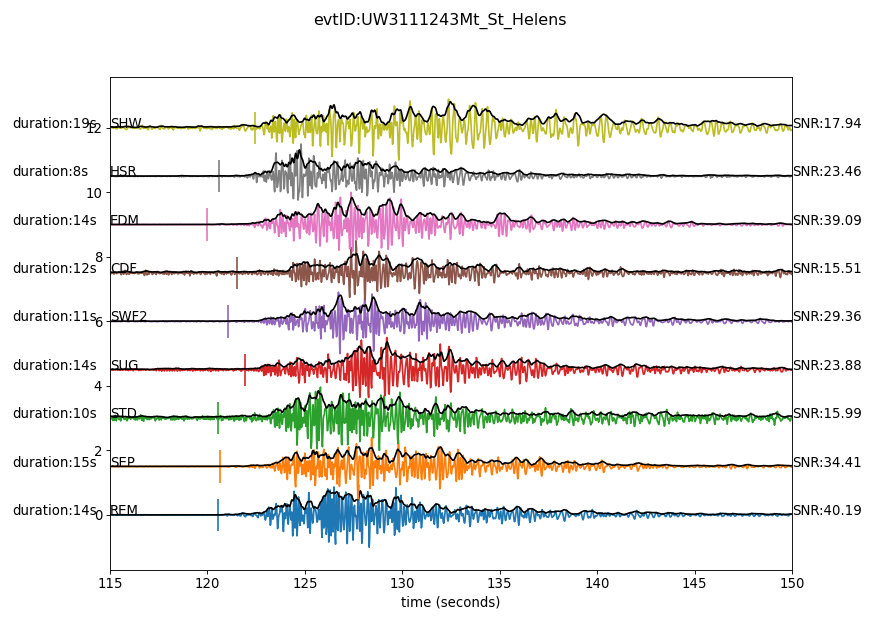 evtID:UW3111243Mt_St_Helens
duration:19s SHW SNR:17.94
12
duration:8s HSR SNR:23.46
10
duration:14s EDM SNR:39.09
8
duration:12s CDF SNR:15.51
duration:11s SWF2 SNR:29.36
6
duration:14s SUG SNR:23.88
4
duration:10s STD SNR:15.99
2
duration:15s SEP SNR:34.41
duration:14s REM SNR:40.19
0
115 120 125 130 135 140 145 150
time (seconds)